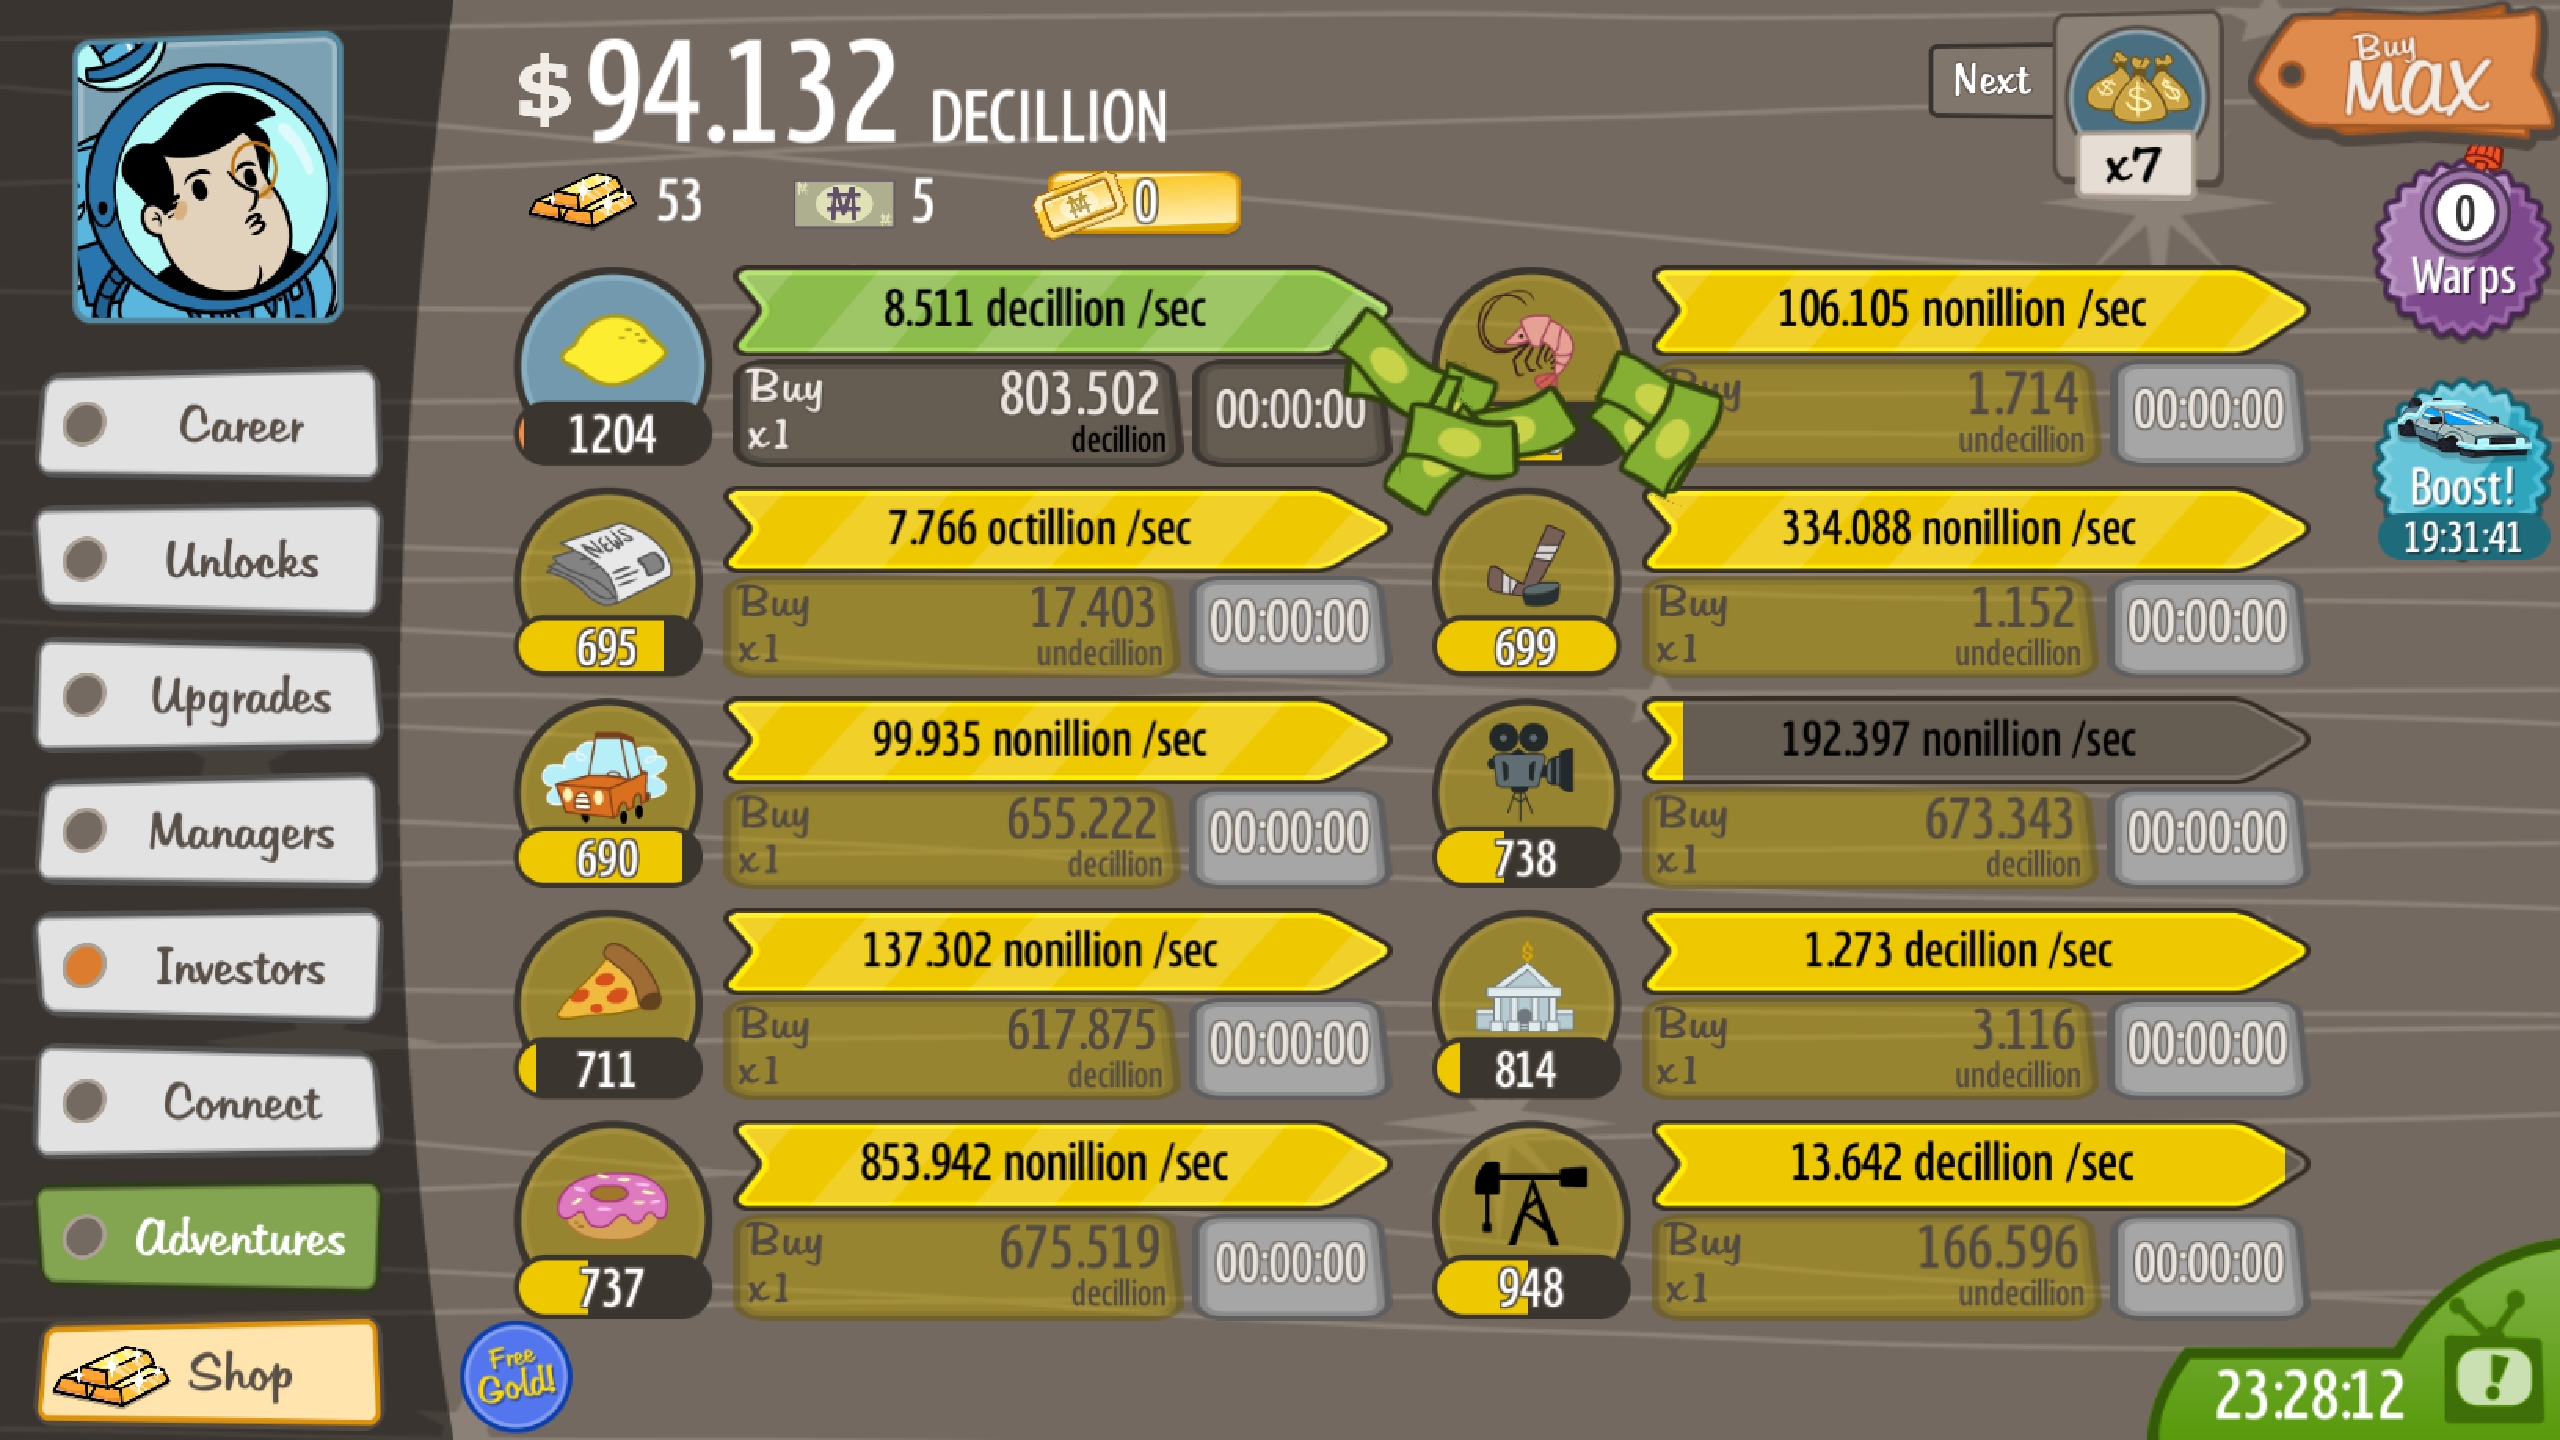 $94.132 DECILLION
53
5
0
Next
x7
Buy
MAX
0
Warps
Boost!
19:31:41
Career
Unlocks
Upgrades
Managers
Investors
Connect
Adventures
Shop
8.511 decillion /sec
1204
Buy
x1
803.502
decillion
00:00:00
NEWS
7.766 octillion /sec
695
Buy
x1
17.403
undecillion
00:00:00
99.935 nonillion /sec
690
Buy
x1
655.222
decillion
00:00:00
137.302 nonillion /sec
711
Buy
x1
617.875
decillion
00:00:00
853.942 nonillion /sec
737
Buy
x1
675.519
decillion
00:00:00
106.105 nonillion /sec
1.714
undecillion
00:00:00
334.088 nonillion /sec
699
Buy
x1
1.152
undecillion
00:00:00
192.397 nonillion /sec
738
Buy
x1
673.343
decillion
00:00:00
1.273 decillion /sec
814
Buy
x1
3.116
undecillion
00:00:00
13.642 decillion /sec
948
Buy
x1
166.596
undecillion
00:00:00
Free
Gold!
23:28:12